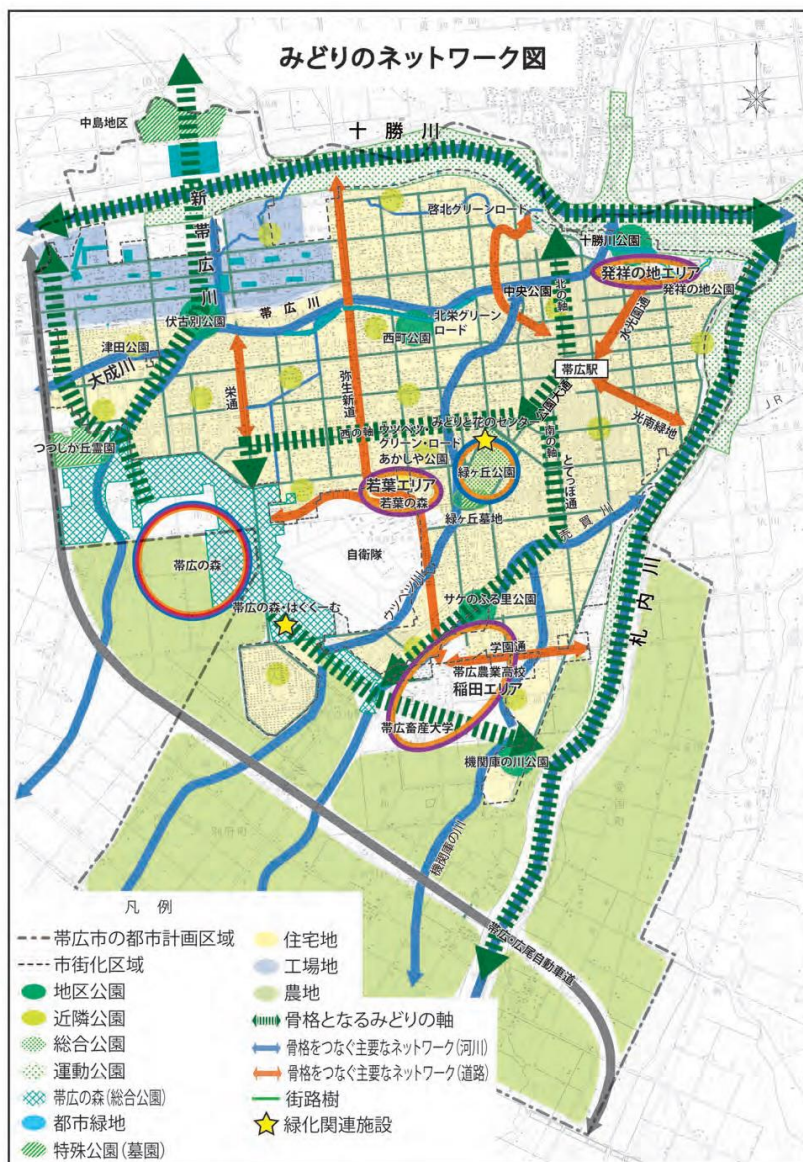 みどりのネットワーク図
中島地区
十勝川
新帯広川
啓北グリーンロード
十勝川公園
発祥の地エリア
発祥の地公園
中央公園
北の軸
水光園通
帯広川
北栄グリーン
ロード
伏古別公園
西町公園
津田公園
大成川
帯広駅
栄通
弥生新道
公園大通
光南緑地
JR
みどりと花のセンター
西の軸
ウツベツ・
グリーン・ロード
あかしや公園
南の軸
とてっぽ通
つつじが丘霊園
緑ヶ丘公園
若葉エリア
若葉の森
緑ヶ丘墓地
売買川
自衛隊
帯広の森
ウツベツ川
札内川
サケのふる里公園
帯広の森・はぐくーむ
学園通
帯広農業高校
稲田エリア
帯広畜産大学
機関庫の川公園
機関庫の川
帯広・広尾自動車道
凡例
帯広市の都市計画区域
市街化区域
地区公園
近隣公園
総合公園
運動公園
帯広の森(総合公園)
都市緑地
特殊公園(墓園)
住宅地
工場地
農地
骨格となるみどりの軸
骨格をつなぐ主要なネットワーク(河川)
骨格をつなぐ主要なネットワーク(道路)
街路樹
緑化関連施設